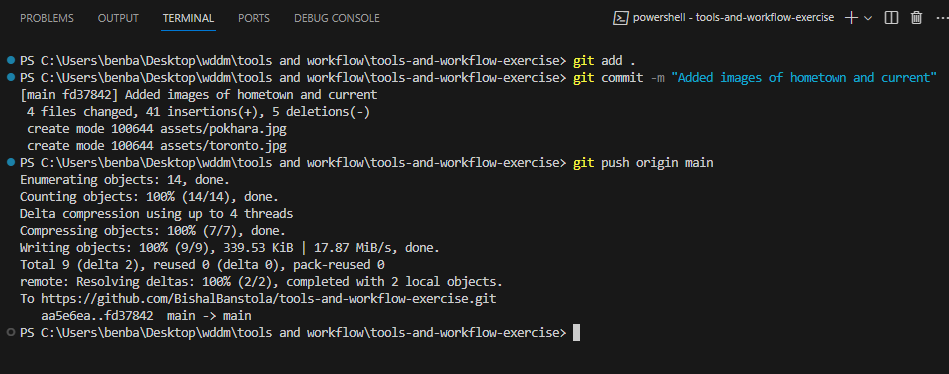 PROBLEMS OUTPUT TERMINAL PORTS DEBUG CONSOLE powershell - tools-and-workflow-exercise
PS C:\Users\benba\Desktop\wddm\tools and workflow\tools-and-workflow-exercise> git add .
PS C:\Users\benba\Desktop\wddm\tools and workflow\tools-and-workflow-exercise> git commit -m "Added images of hometown and current"
[main fd37842] Added images of hometown and current
4 files changed, 41 insertions(+), 5 deletions(-)
create mode 100644 assets/pokhara.jpg
create mode 100644 assets/toronto.jpg
PS C:\Users\benba\Desktop\wddm\tools and workflow\tools-and-workflow-exercise> git push origin main
Enumerating objects: 14, done.
Counting objects: 100% (14/14), done.
Delta compression using up to 4 threads
Compressing objects: 100% (7/7), done.
Writing objects: 100% (9/9), 339.53 KiB | 17.87 MiB/s, done.
Total 9 (delta 2), reused 0 (delta 0), pack-reused 0
remote: Resolving deltas: 100% (2/2), completed with 2 local objects.
To https://github.com/BishalBanstola/tools-and-workflow-exercise.git
aa5e6ea..fd37842 main -> main
PS C:\Users\benba\Desktop\wddm\tools and workflow\tools-and-workflow-exercise>